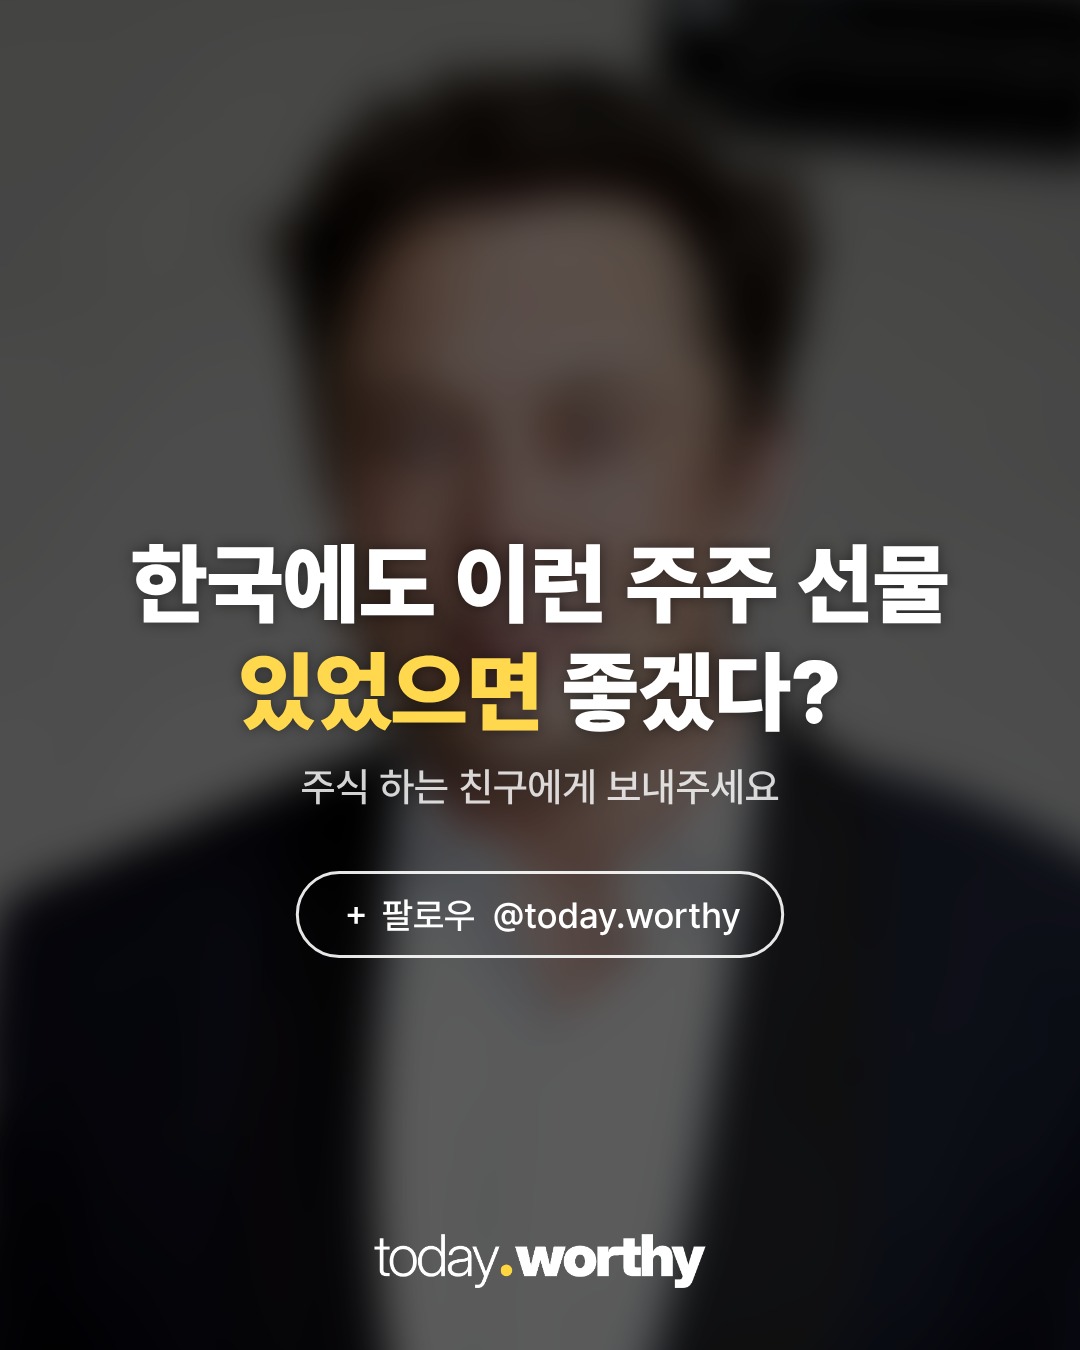 한국에도 이런 주주 선물
있었으면 좋겠다?
주식 하는 친구에게 보내주세요
+ 팔로우 @today.worthy
today.worthy